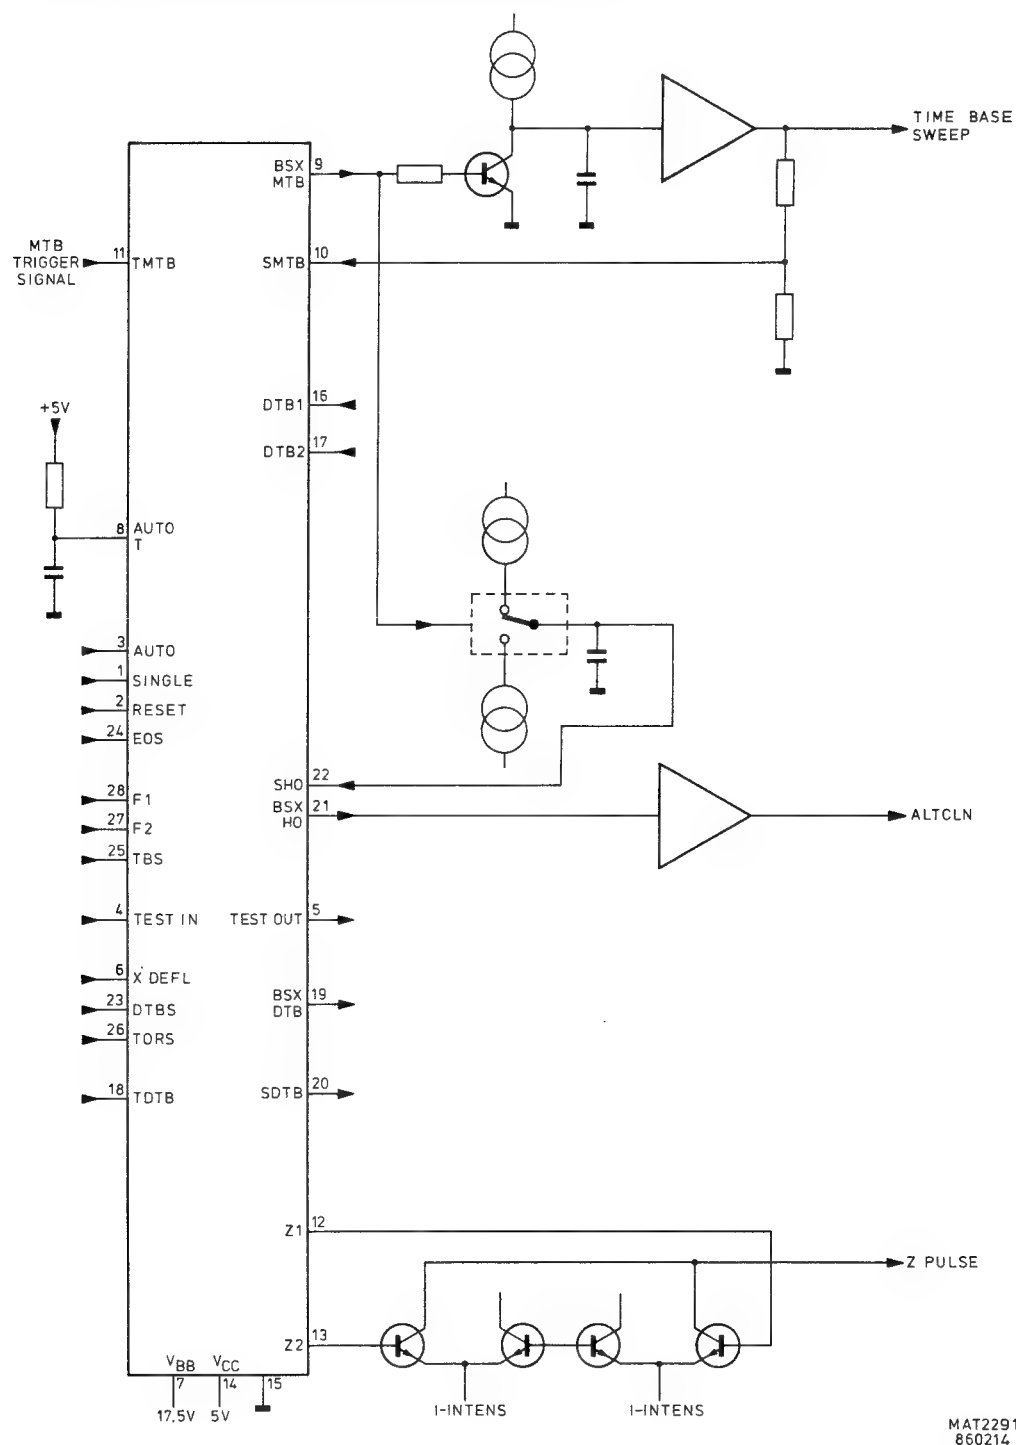 TIME BASE
SWEEP
BSX 9
MTB
MTB
TRIGGER
SIGNAL
11 TMTB
SMTB 10
DTB1 16
+5V
DTB2 17
8 AUTO
T
3 AUTO
1 SINGLE
2 RESET
24 EOS
SHO 22
28 F1
BSX 21
HO
ALTCLN
27 F2
25 TBS
4 TEST IN
TEST OUT 5
6 X DEFL
BSX 19
DTB
23 DTBS
26 TORS
18 TDTB
SDTB 20
Z1 12
Z PULSE
Z2 13
VBB VCC
7 14 15
17,5V 5V
I-INTENS I-INTENS
MAT2291
860214